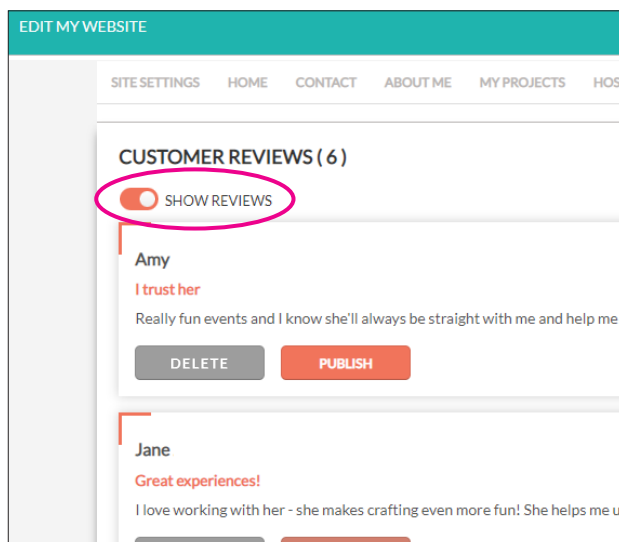 EDIT MY WEBSITE
SITE SETTINGS HOME CONTACT ABOUT ME MY PROJECTS HOS
CUSTOMER REVIEWS ( 6 )
SHOW REVIEWS
Amy
I trust her
Really fun events and I know she'll always be straight with me and help me
DELETE PUBLISH
Jane
Great experiences!
I love working with her - she makes crafting even more fun! She helps me u